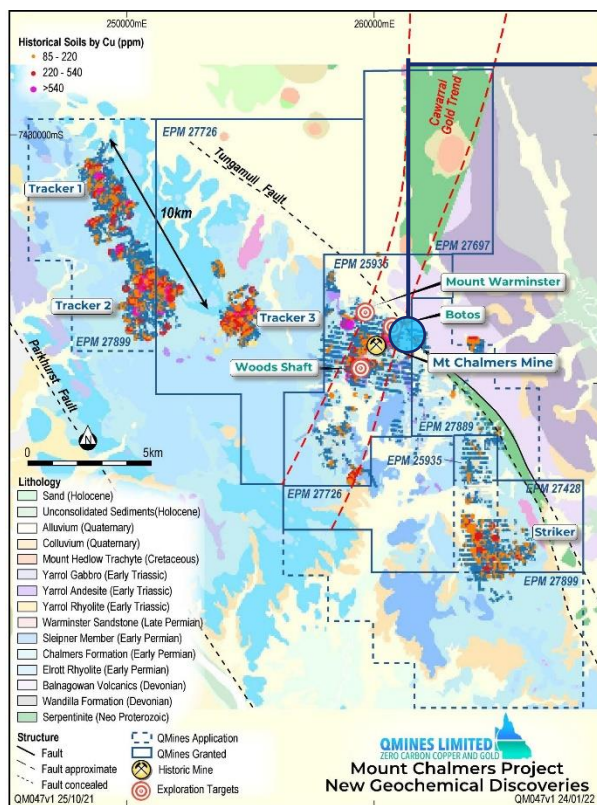 250000mE
260000mE
Historical Soils by Cu (ppm)
85 - 220
220 - 540
>540
7430000mS
EPM 27726
Cawarral
Gold Trend
Tungamull Fault
Tracker 1
10km
EPM 27697
EPM 25935
Mount Warminster
Tracker 2
Tracker 3
Botos
EPM 27899
Woods Shaft
Mt Chalmers Mine
Parkhurst Fault
N
0 5km
EPM 27889
EPM 25935
EPM 27726
EPM 27428
Striker
EPM 27899
Lithology
Sand (Holocene)
Unconsolidated Sediments(Holocene)
Alluvium (Quaternary)
Colluvium (Quaternary)
Mount Hedlow Trachyte (Cretaceous)
Yarrol Gabbro (Early Triassic)
Yarrol Andesite (Early Triassic)
Yarrol Rhyolite (Early Triassic)
Warminster Sandstone (Late Permian)
Sleipner Member (Early Permian)
Chalmers Formation (Early Permian)
Elrott Rhyolite (Early Permian)
Balnagowan Volcanics (Devonian)
Wandilla Formation (Devonian)
Serpentinite (Neo Proterozoic)
Structure
Fault
Fault approximate
Fault concealed
QMines Application
QMines Granted
Historic Mine
Exploration Targets
QMINES LIMITED
ZERO CARBON COPPER AND GOLD
Mount Chalmers Project
New Geochemical Discoveries
QM047v1 25/10/21
QM047v1 24/01/22